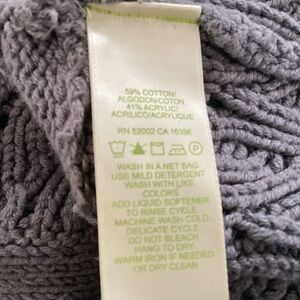 59% COTTON/
ALGODON/COTON
41% ACRYLIC/
ACRILICO/ACRYLIQUE
RN 52002 CA 16396
WASH IN A NET BAG
USE MILD DETERGENT
WASH WITH LIKE
COLORS
ADD LIQUID SOFTENER
TO RINSE CYCLE
MACHINE WASH COLD
DELICATE CYCLE
DO NOT BLEACH
HANG TO DRY
WARM IRON IF NEEDED
OR DRY CLEAN